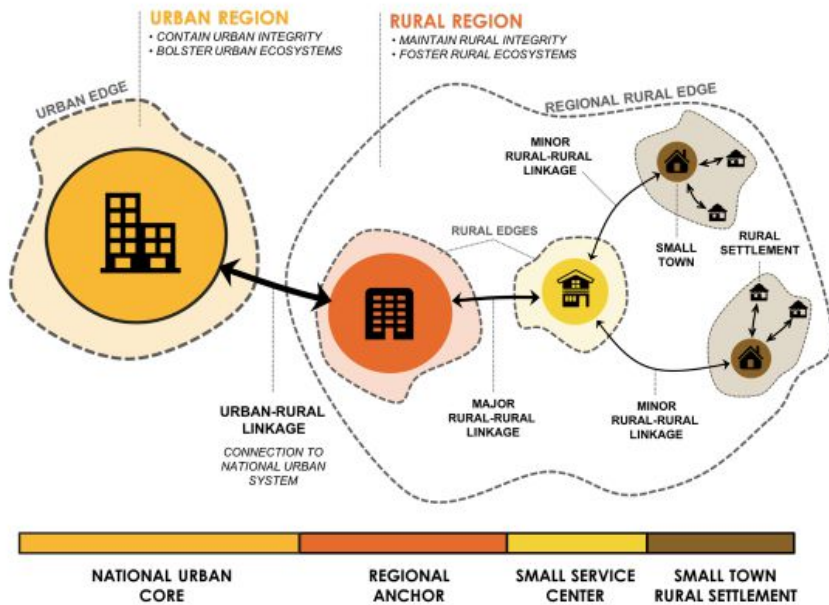 URBAN REGION
• CONTAIN URBAN INTEGRITY
• BOLSTER URBAN ECOSYSTEMS
RURAL REGION
• MAINTAIN RURAL INTEGRITY
• FOSTER RURAL ECOSYSTEMS
URBAN EDGE
REGIONAL RURAL EDGE
MINOR
RURAL-RURAL
LINKAGE
RURAL EDGES
SMALL
TOWN
RURAL
SETTLEMENT
URBAN-RURAL
LINKAGE
CONNECTION TO
NATIONAL URBAN
SYSTEM
MAJOR
RURAL-RURAL
LINKAGE
MINOR
RURAL-RURAL
LINKAGE
NATIONAL URBAN
CORE
REGIONAL
ANCHOR
SMALL SERVICE
CENTER
SMALL TOWN
RURAL SETTLEMENT